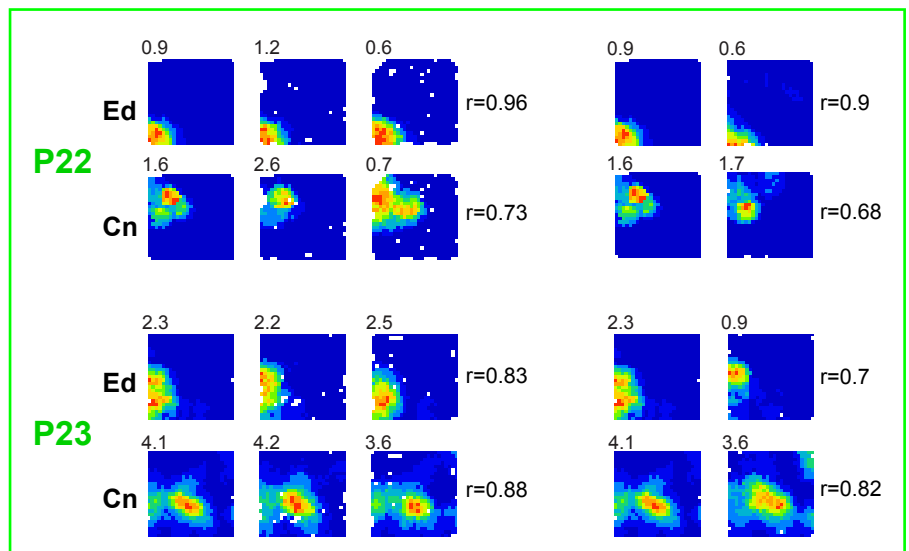 0.9 1.2 0.6 0.9 0.6
Ed r=0.96 r=0.9
P22
1.6 2.6 0.7 1.6 1.7
Cn r=0.73 r=0.68
2.3 2.2 2.5 2.3 0.9
Ed r=0.83 r=0.7
P23
4.1 4.2 3.6 4.1 3.6
Cn r=0.88 r=0.82